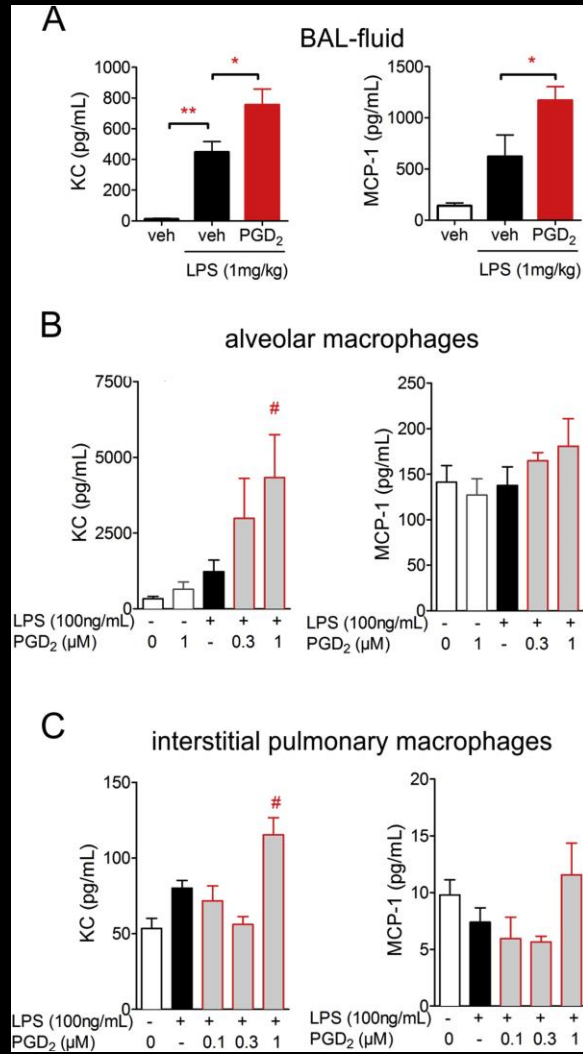 A
BAL-fluid
KC (pg/mL)
1000
800
600
400
200
0
**
*
veh
veh
PGD2
LPS (1mg/kg)
MCP-1 (pg/mL)
1500
1000
500
0
*
veh
veh
PGD2
LPS (1mg/kg)
B
alveolar macrophages
KC (pg/mL)
7500
5000
2500
0
#
LPS (100ng/mL) - - + + +
PGD2 (µM) 0 1 - 0.3 1
MCP-1 (pg/mL)
250
200
150
100
50
0
LPS (100ng/mL) - - + + +
PGD2 (µM) 0 1 - 0.3 1
C
interstitial pulmonary macrophages
KC (pg/mL)
150
100
50
0
#
LPS (100ng/mL) - + + + +
PGD2 (µM) 0 - 0.1 0.3 1
MCP-1 (pg/mL)
20
15
10
5
0
LPS (100ng/mL) - + + + +
PGD2 (µM) 0 - 0.1 0.3 1